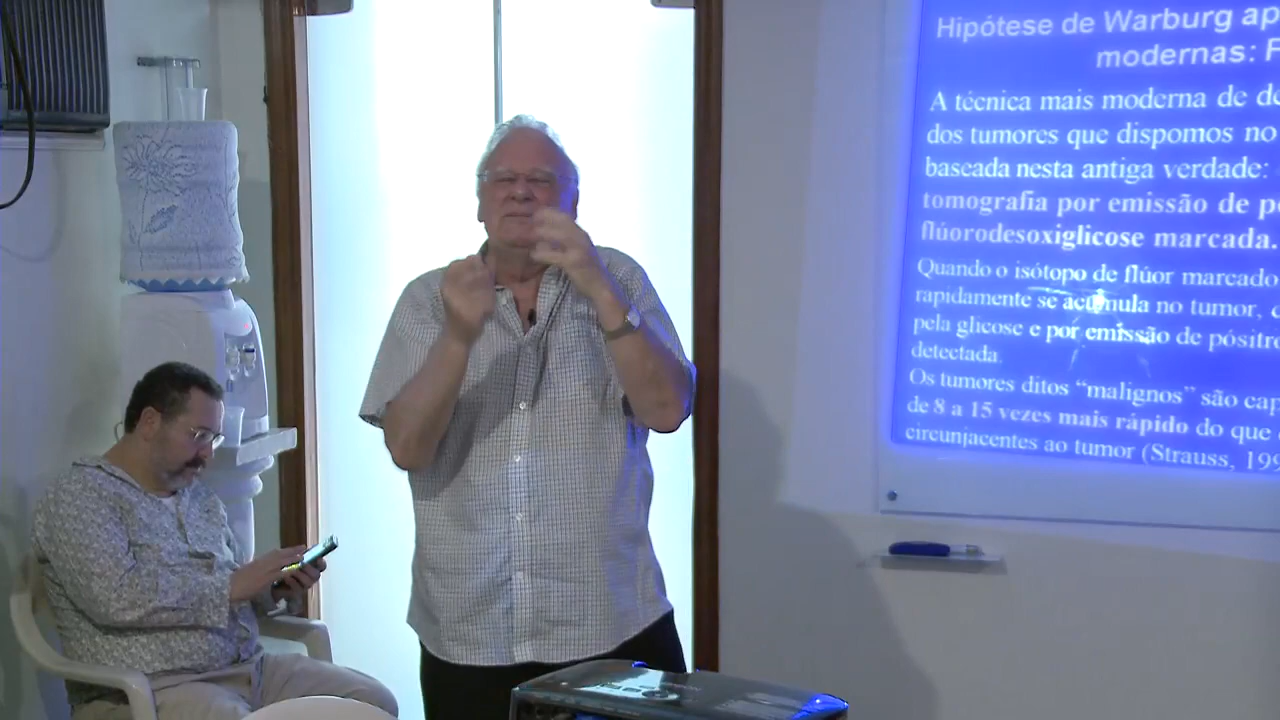 Hipótese de Warburg ap
modernas: F
A técnica mais moderna de de
dos tumores que dispomos no
baseada nesta antiga verdade:
tomografia por emissão de p
flúorodesoxiglicose marcada.
Quando o isótopo de flúor marcado
rapidamente se acumula no tumor,
pela glicose e por emissão de pósitro
detectada.
Os tumores ditos “malignos” são cap
de 8 a 15 vezes mais rápido do que
circunjacentes ao tumor (Strauss, 199